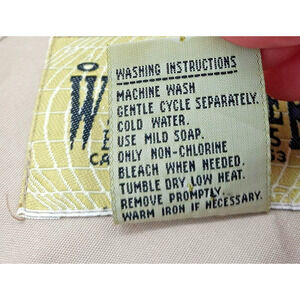 WASHING INSTRUCTIONS
MACHINE WASH
GENTLE CYCLE SEPARATELY.
COLD WATER.
USE MILD SOAP.
ONLY NON-CHLORINE
BLEACH WHEN NEEDED.
TUMBLE DRY LOW HEAT.
REMOVE PROMPTLY.
WARM IRON IF NECESSARY.